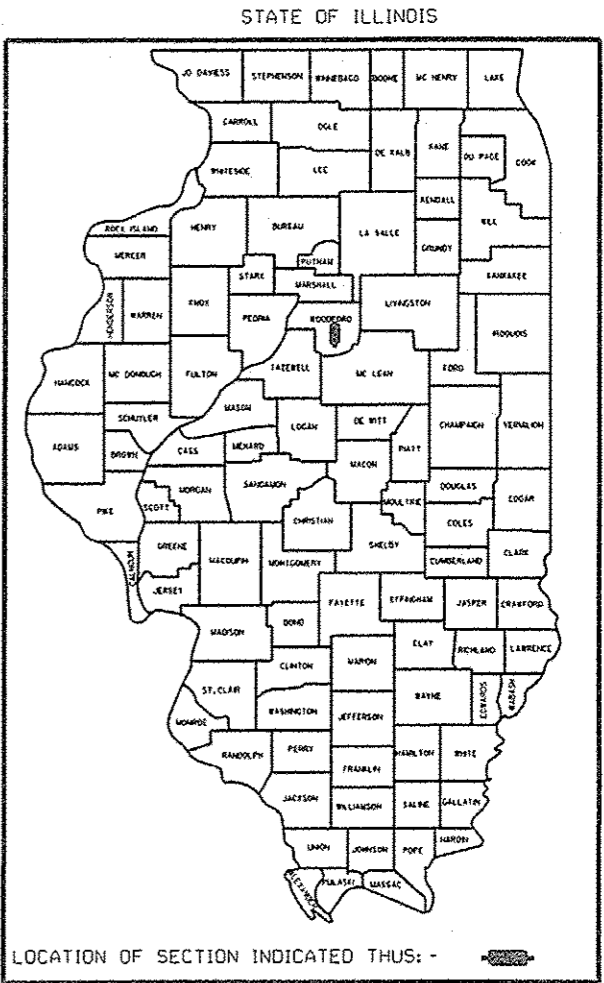 STATE OF ILLINOIS
JO DAVIESS STEPHENSON WINNEBAGO BOONE MC HENRY LAKE
CARROLL OGLE DE KALB KANE DU PAGE COOK
WHITESIDE LEE KENDALL WILL
ROCK ISLAND HENRY BUREAU LA SALLE GRUNDY
MERCER PUTNAM KANKAKEE
STARK MARSHALL
HENDERSON WARREN KNOX PEORIA WOODFORD LIVINGSTON IROQUOIS
HANCOCK MC DONOUGH FULTON TAZEWELL MC LEAN FORD
MASON
SCHUYLER LOGAN DE WITT CHAMPAIGN VERMILION
ADAMS BROWN CASS MENARD PIATT
MACON
PIKE SCOTT MORGAN SANGAMON MOULTRIE DOUGLAS EDGAR
CHRISTIAN COLES
CALHOUN GREENE MACOUPIN MONTGOMERY SHELBY CUMBERLAND CLARK
JERSEY FAYETTE EFFINGHAM JASPER CRAWFORD
BOND
MADISON CLAY RICHLAND LAWRENCE
CLINTON MARION
ST. CLAIR WAYNE EDWARDS WABASH
WASHINGTON JEFFERSON
MONROE
RANDOLPH PERRY HAMILTON WHITE
FRANKLIN
JACKSON WILLIAMSON SALINE GALLATIN
UNION JOHNSON POPE HARDIN
ALEXANDER PULASKI MASSAC
LOCATION OF SECTION INDICATED THUS: -